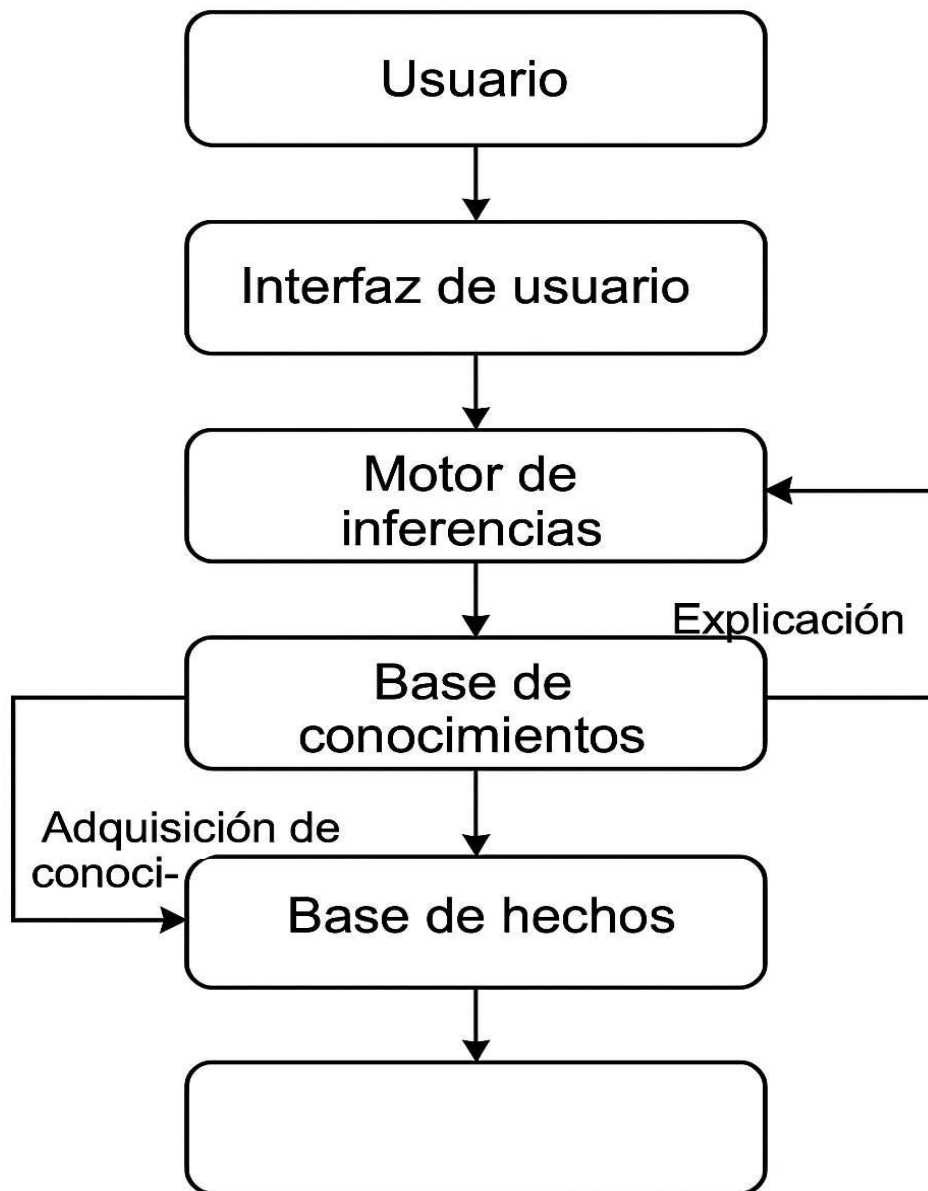 Usuario
Interfaz de usuario
Motor de
inferencias
Explicación
Base de
conocimientos
Adquisición de
conoci-
Base de hechos